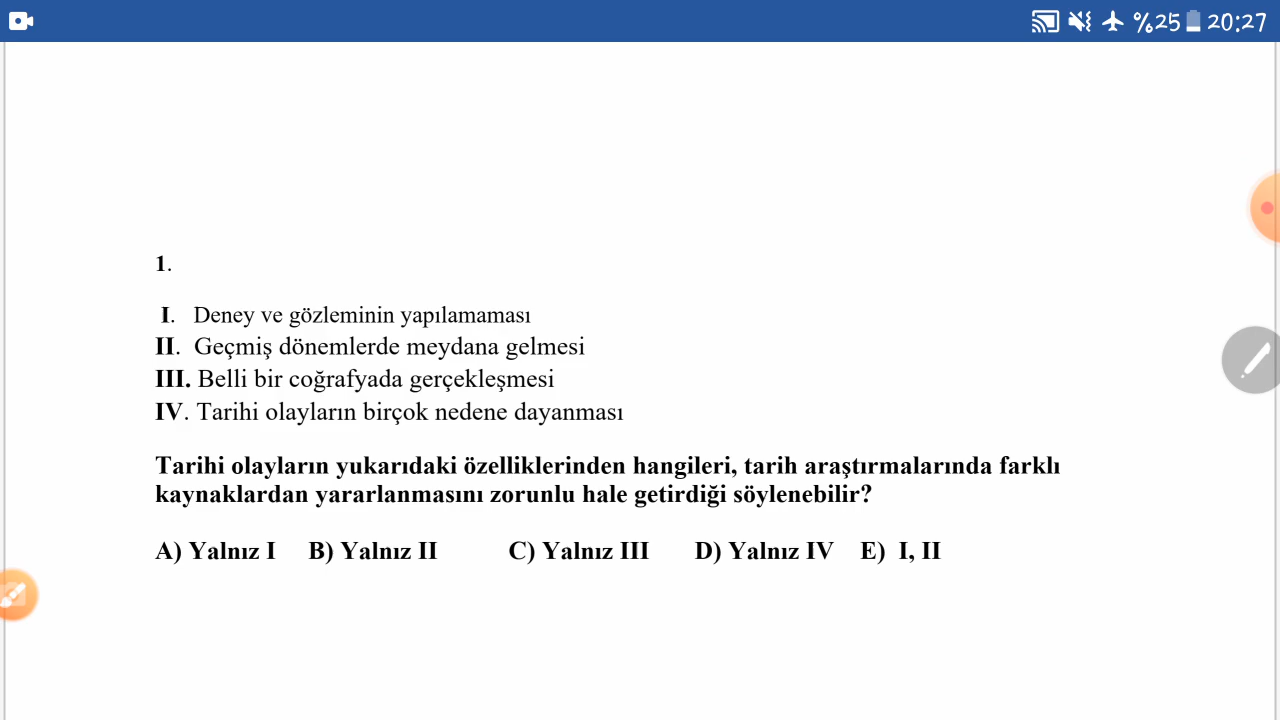 %25 20:27
1.
I. Deney ve gözleminin yapılamaması
II. Geçmiş dönemlerde meydana gelmesi
III. Belli bir coğrafyada gerçekleşmesi
IV. Tarihi olayların birçok nedene dayanması
Tarihi olayların yukarıdaki özelliklerinden hangileri, tarih araştırmalarında farklı
kaynaklardan yararlanmasını zorunlu hale getirdiği söylenebilir?
A) Yalnız I B) Yalnız II C) Yalnız III D) Yalnız IV E) I, II